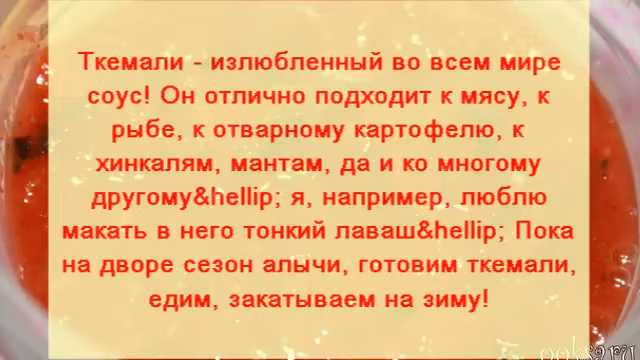 Ткемали - излюбленный во всем мире
соус! Он отлично подходит к мясу, к
рыбе, к отварному картофелю, к
хинкалям, мантам, да и ко многому
другому&hellip; я, например, люблю
макать в него тонкий лаваш&hellip; Пока
на дворе сезон алычи, готовим ткемали,
едим, закатываем на зиму!